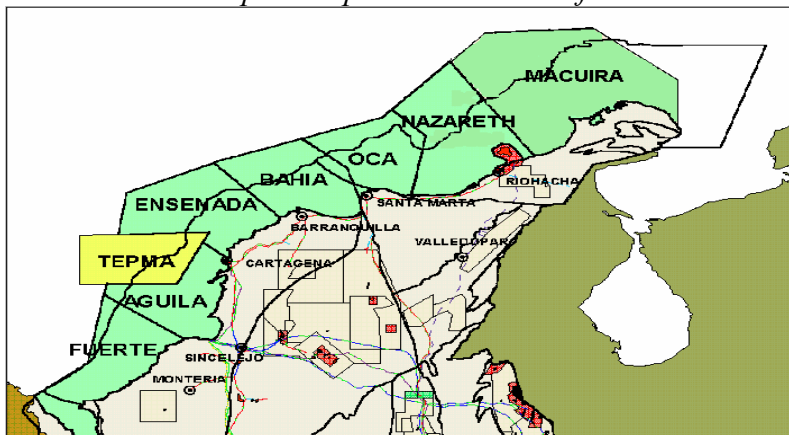 MACUIRA
NAZARETH
OCA
BAHIA
RIOHACHA
SANTA MARTA
ENSENADA
BARRANQUILLA
VALLEDUPAR
TEPMA
CARTAGENA
AGUILA
FUERTE
SINCELEJO
MONTERIA